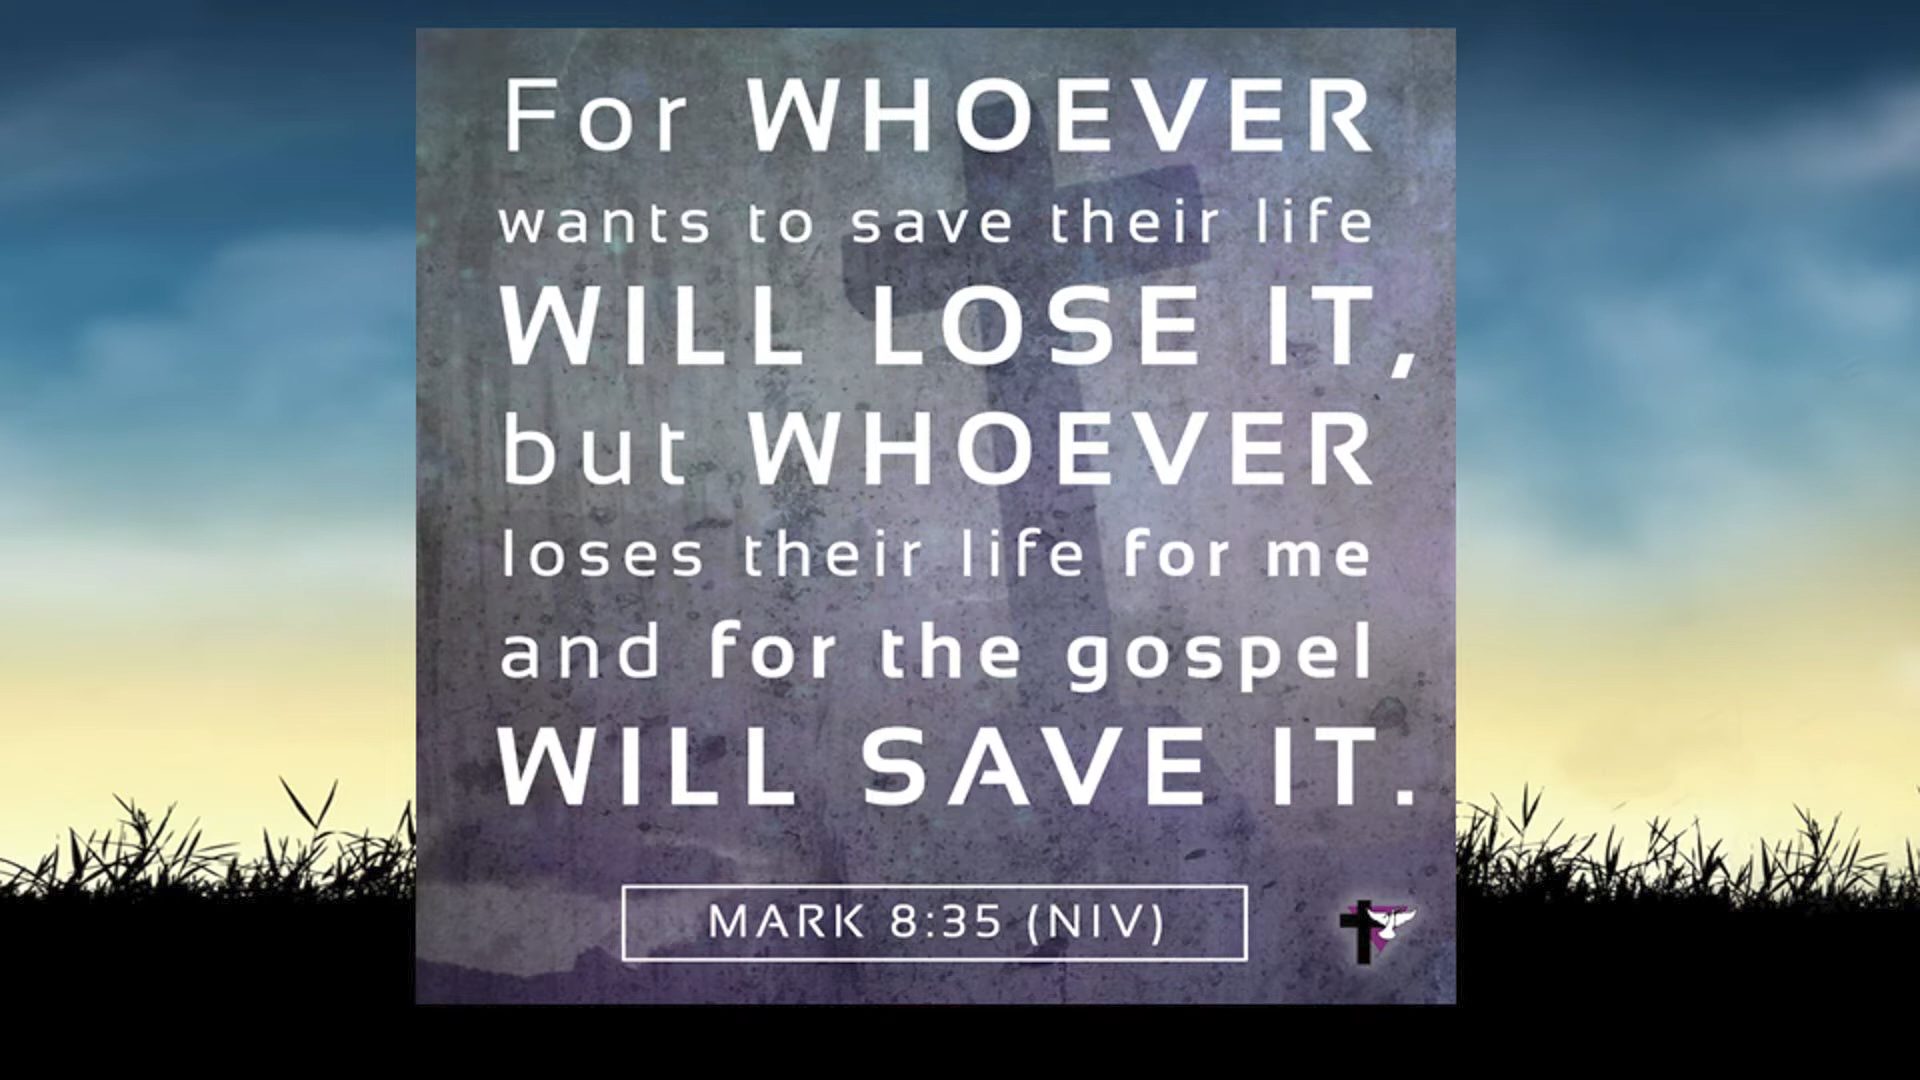 For WHOEVER
wants to save their life
WILL LOSE IT,
but WHOEVER
loses their life for me
and for the gospel
WILL SAVE IT.
MARK 8:35 (NIV)